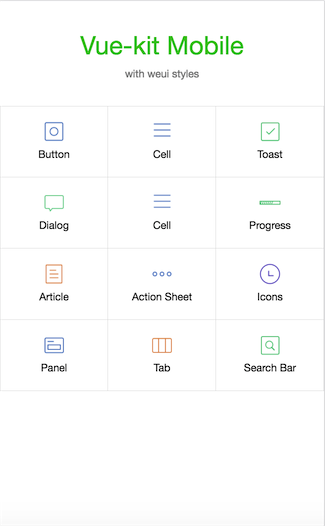 Vue-kit Mobile
with weui styles
Button Cell Toast
Dialog Cell Progress
Article Action Sheet Icons
Panel Tab Search Bar